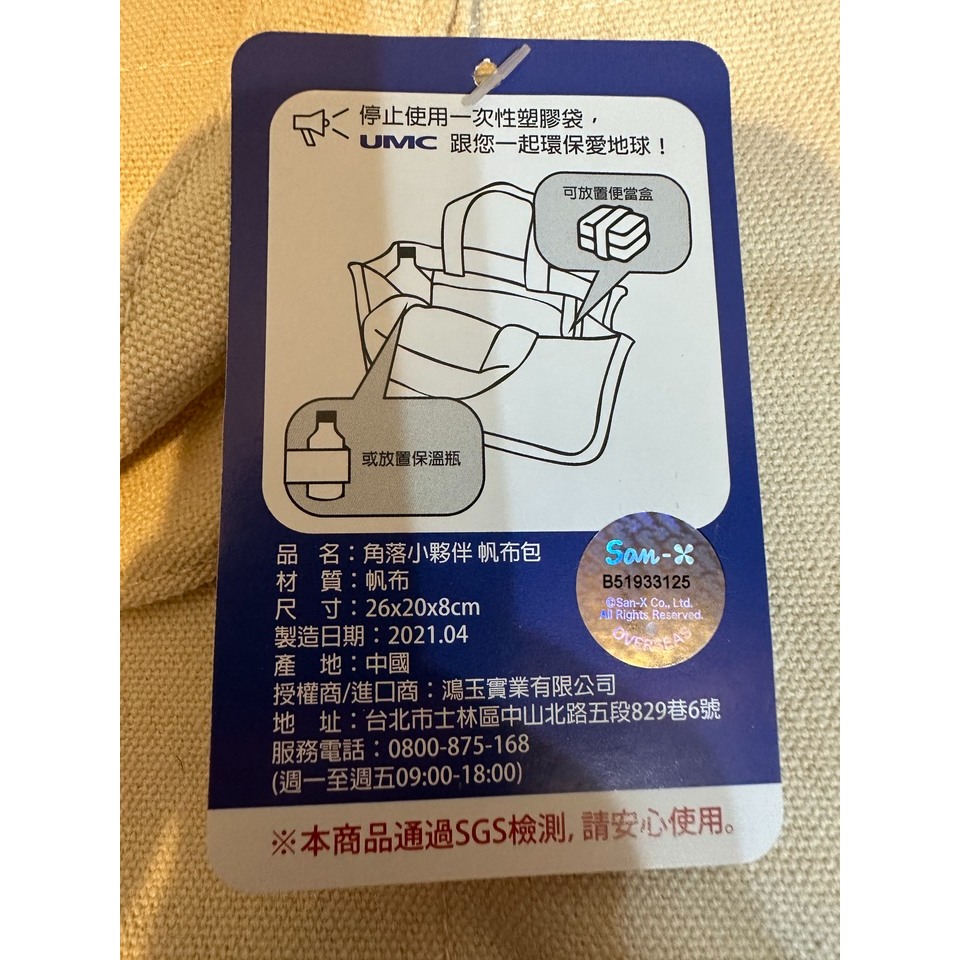 停止使用一次性塑膠袋，
UMC 跟您一起環保愛地球！
可放置便當盒
或放置保溫瓶
品 名：角落小夥伴 帆布包
材 質：帆布
尺 寸：26x20x8cm
製造日期：2021.04
產 地：中國
授權商/進口商：鴻玉實業有限公司
地 址：台北市士林區中山北路五段829巷6號
服務電話：0800-875-168
(週一至週五09:00-18:00)
San-X
B51933125
©San-X Co., Ltd.
All Rights Reserved.
OVERSEAS
※本商品通過SGS檢測, 請安心使用。